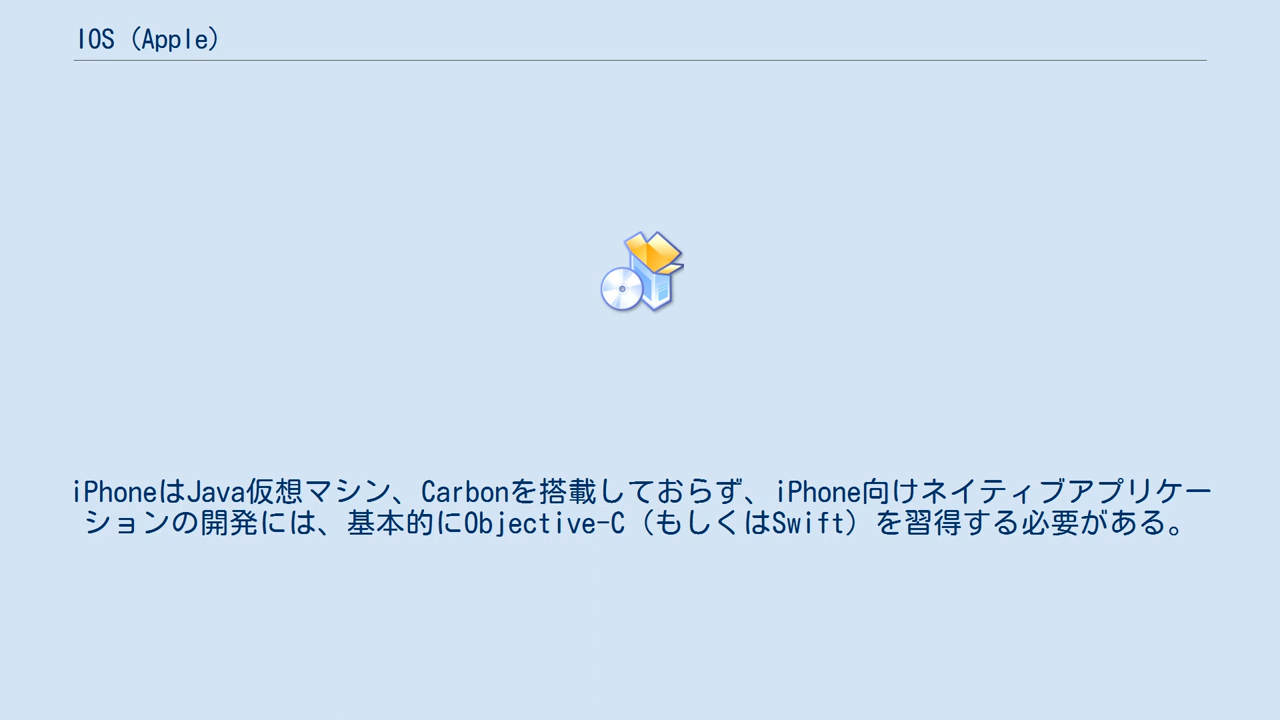 IOS (Apple)
iPhoneはJava仮想マシン、Carbonを搭載しておらず、iPhone向けネイティブアプリケー
ションの開発には、基本的にObjective-C（もしくはSwift）を習得する必要がある。